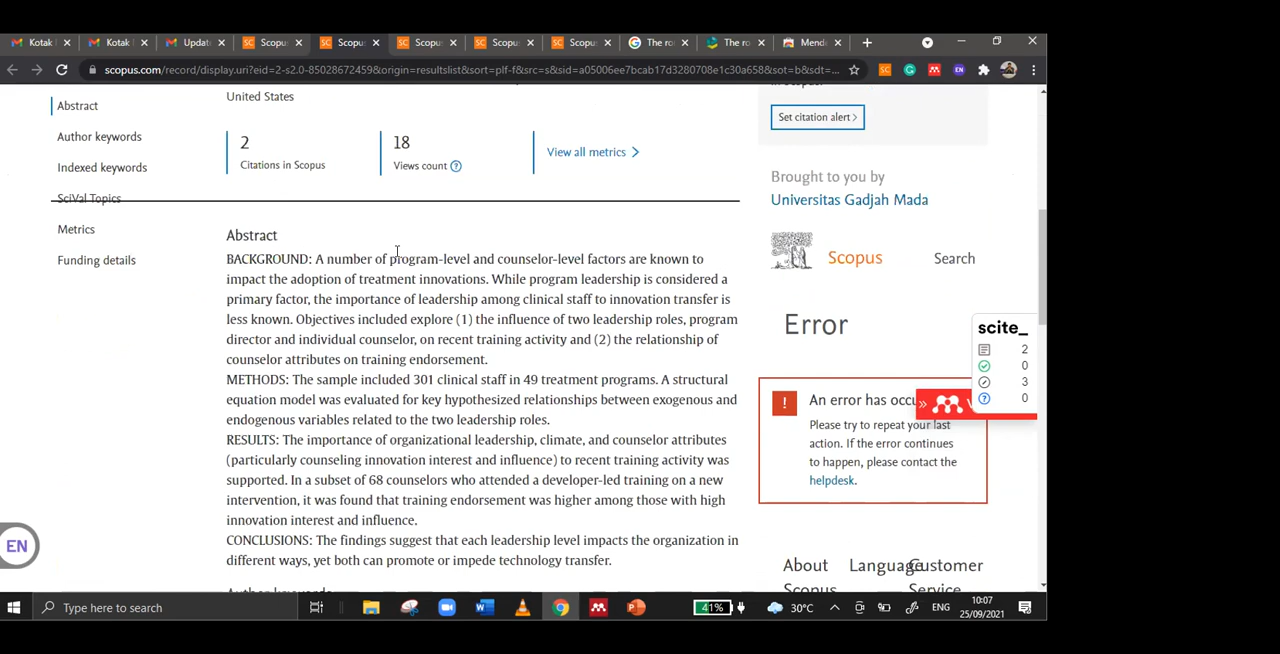 Kotak
Kotak
Update
Scopus
Scopus
Scopus
Scopus
Scopus
The ro
The ro
Mende
scopus.com/record/display.uri?eid=2-s2.0-85028672459&origin=resultslist&sort=plf-f&src=s&sid=a05006ee7bcab17d3280708e1c30a658&sot=b&sdt=...
Abstract
Author keywords
Indexed keywords
SciVal Topics
Metrics
Funding details
United States
2
Citations in Scopus
18
Views count
View all metrics
Abstract
BACKGROUND: A number of program-level and counselor-level factors are known to
impact the adoption of treatment innovations. While program leadership is considered a
primary factor, the importance of leadership among clinical staff to innovation transfer is
less known. Objectives included explore (1) the influence of two leadership roles, program
director and individual counselor, on recent training activity and (2) the relationship of
counselor attributes on training endorsement.
METHODS: The sample included 301 clinical staff in 49 treatment programs. A structural
equation model was evaluated for key hypothesized relationships between exogenous and
endogenous variables related to the two leadership roles.
RESULTS: The importance of organizational leadership, climate, and counselor attributes
(particularly counseling innovation interest and influence) to recent training activity was
supported. In a subset of 68 counselors who attended a developer-led training on a new
intervention, it was found that training endorsement was higher among those with high
innovation interest and influence.
CONCLUSIONS: The findings suggest that each leadership level impacts the organization in
different ways, yet both can promote or impede technology transfer.
Set citation alert
Brought to you by
Universitas Gadjah Mada
Scopus
Search
Error
An error has occu
Please try to repeat your last
action. If the error continues
to happen, please contact the
helpdesk.
scite_
2
0
3
0
About
Scopus
Language
Customer
Service
EN
Type here to search
41%
30°C
ENG
10:07
25/09/2021